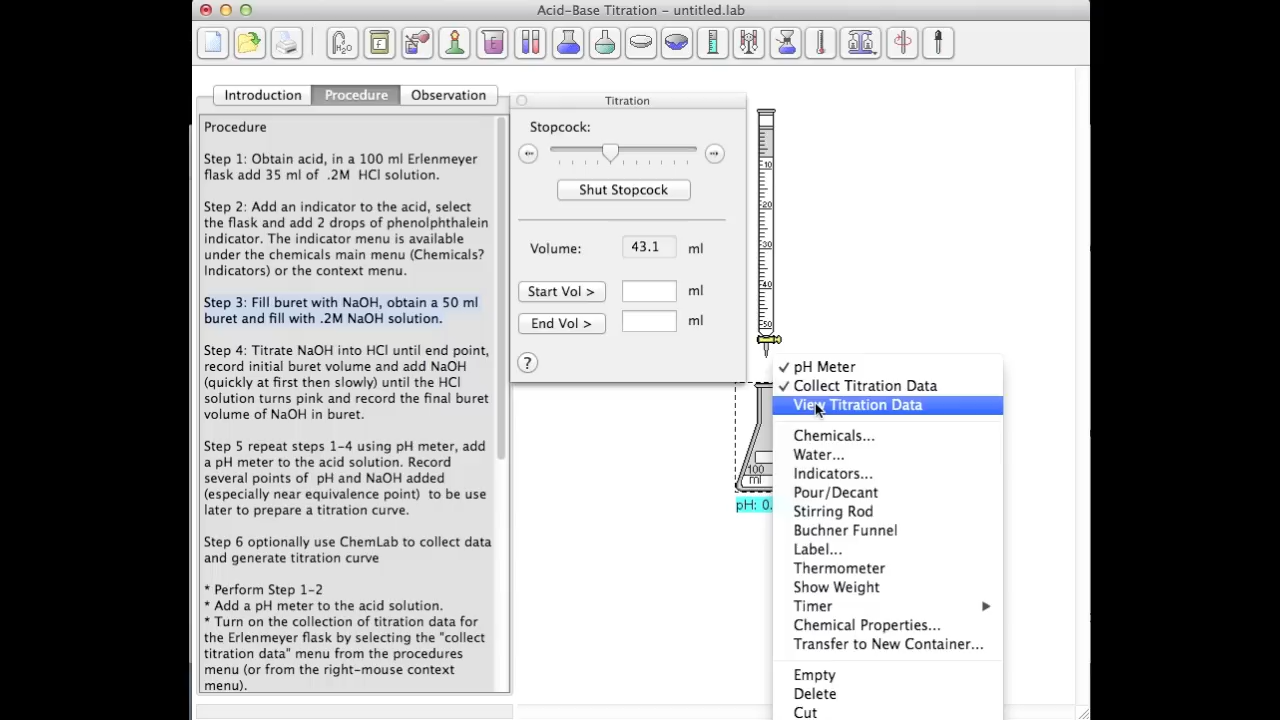 Acid-Base Titration - untitled.lab
H₂O
Introduction
Procedure
Observation
Procedure
Step 1: Obtain acid, in a 100 ml Erlenmeyer
flask add 35 ml of .2M HCl solution.
Step 2: Add an indicator to the acid, select
the flask and add 2 drops of phenolphthalein
indicator. The indicator menu is available
under the chemicals main menu (Chemicals?
Indicators) or the context menu.
Step 3: Fill buret with NaOH, obtain a 50 ml
buret and fill with .2M NaOH solution.
Step 4: Titrate NaOH into HCl until end point,
record initial buret volume and add NaOH
(quickly at first then slowly) until the HCl
solution turns pink and record the final buret
volume of NaOH in buret.
Step 5 repeat steps 1-4 using pH meter, add
a pH meter to the acid solution. Record
several points of pH and NaOH added
(especially near equivalence point) to be use
later to prepare a titration curve.
Step 6 optionally use ChemLab to collect data
and generate titration curve
* Perform Step 1-2
* Add a pH meter to the acid solution.
* Turn on the collection of titration data for
the Erlenmeyer flask by selecting the "collect
titration data" menu from the procedures
menu (or from the right-mouse context
menu).
Titration
Stopcock:
Shut Stopcock
Volume: 43.1 ml
Start Vol > ml
End Vol > ml
?
10
20
30
40
50
100
ml
pH: 0.
✓ pH Meter
✓ Collect Titration Data
View Titration Data
Chemicals...
Water...
Indicators...
Pour/Decant
Stirring Rod
Buchner Funnel
Label...
Thermometer
Show Weight
Timer
Chemical Properties...
Transfer to New Container...
Empty
Delete
Cut